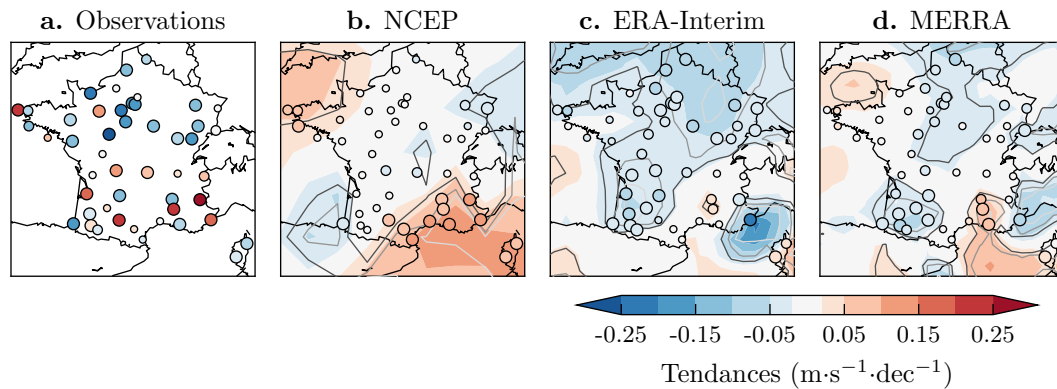 a. Observations b. NCEP c. ERA-Interim d. MERRA
-0.25 -0.15 -0.05 0.05 0.15 0.25
Tendances (m·s⁻¹·dec⁻¹)